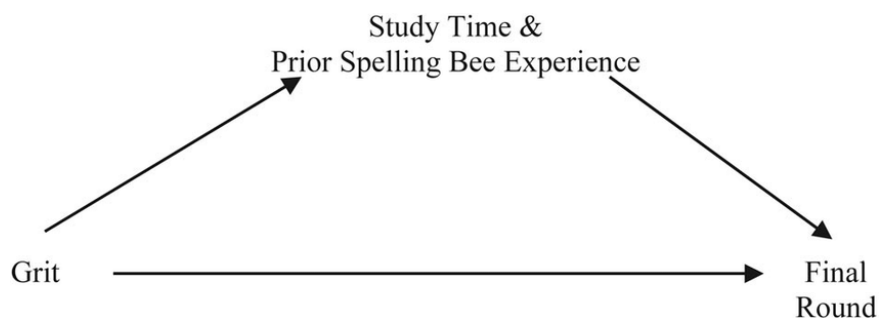 Study Time &
Prior Spelling Bee Experience
Grit
Final
Round